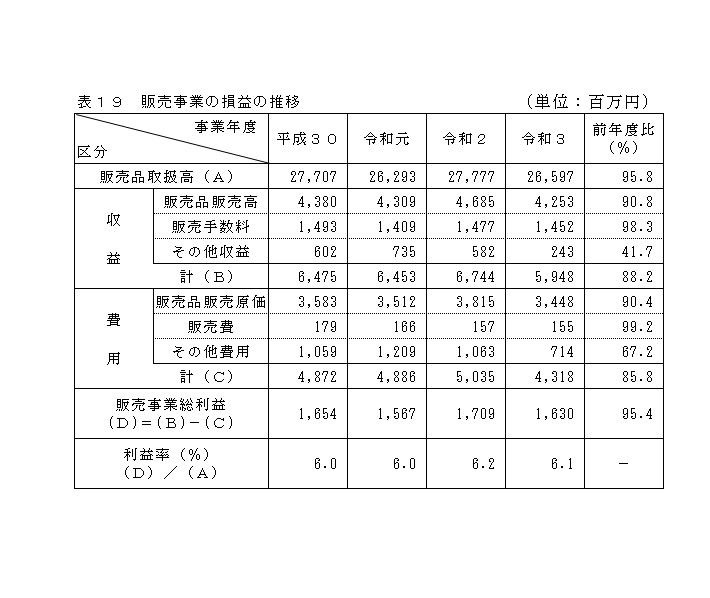 表１９　販売事業の損益の推移　（単位：百万円）
事業年度
区分
平成３０　令和元　令和２　令和３　前年度比（％）
販売品取扱高（Ａ）　27,707　26,293　27,777　26,597　95.8
収益
販売品販売高　4,380　4,309　4,685　4,253　90.8
販売手数料　1,493　1,409　1,477　1,452　98.3
その他収益　602　735　582　243　41.7
計（Ｂ）　6,475　6,453　6,744　5,948　88.2
費用
販売品販売原価　3,583　3,512　3,815　3,448　90.4
販売費　179　166　157　155　99.2
その他費用　1,059　1,209　1,063　714　67.2
計（Ｃ）　4,872　4,886　5,035　4,318　85.8
販売事業総利益
（Ｄ）=（Ｂ）−（Ｃ）　1,654　1,567　1,709　1,630　95.4
利益率（％）
（Ｄ）／（Ａ）　6.0　6.0　6.2　6.1　−